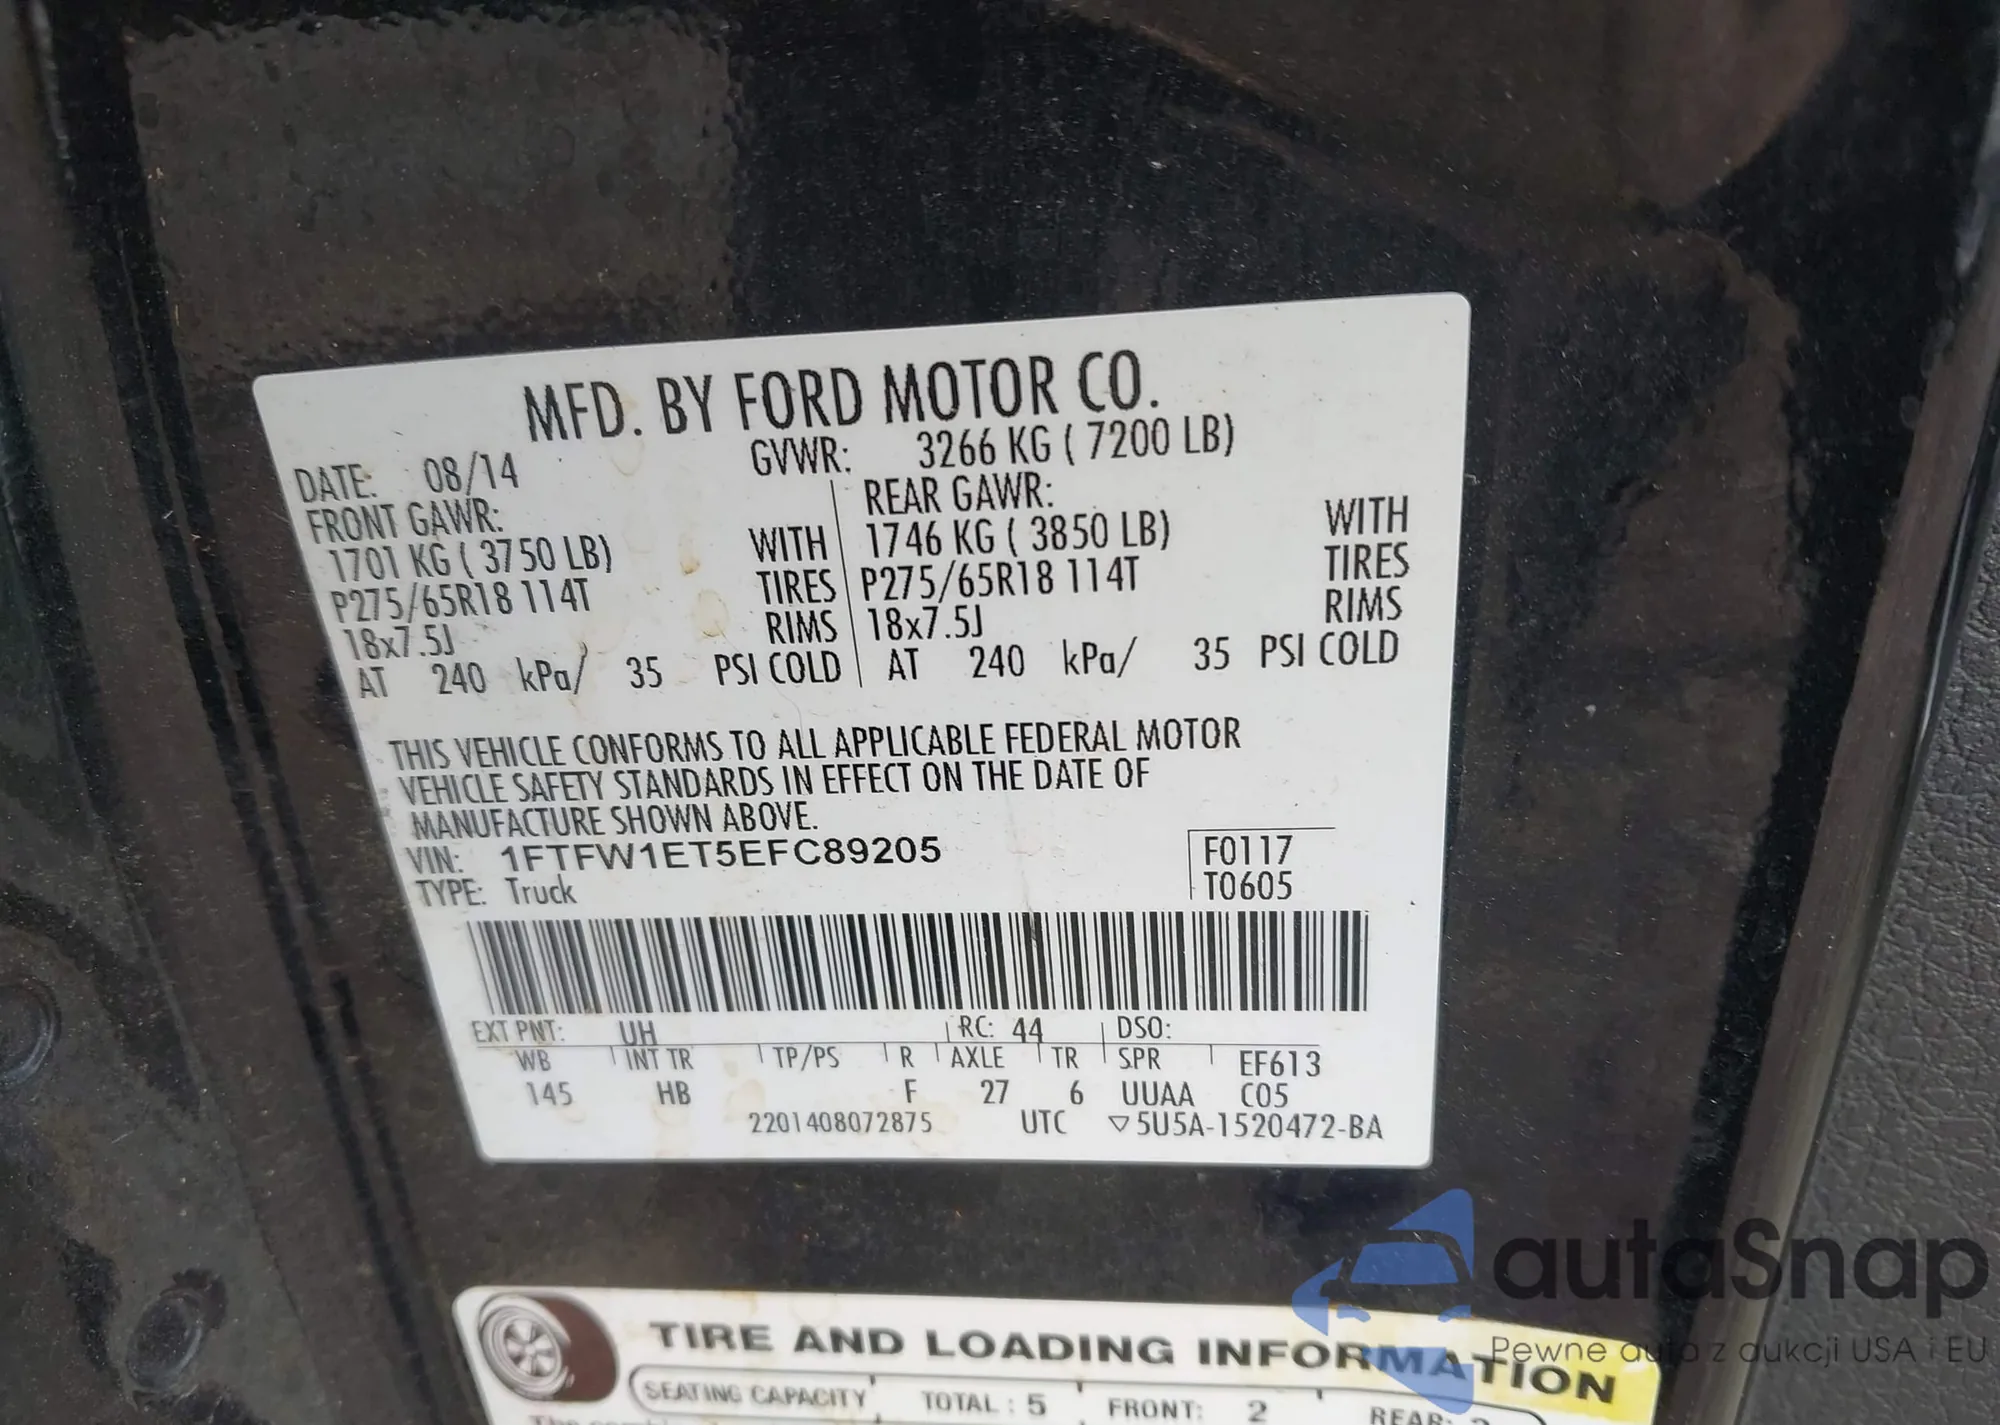 MFD. BY FORD MOTOR CO.
DATE: 08/14 GVWR: 3266 KG ( 7200 LB)
FRONT GAWR: REAR GAWR:
1701 KG ( 3750 LB) WITH 1746 KG ( 3850 LB) WITH
P275/65R18 114T TIRES P275/65R18 114T TIRES
18x7.5J RIMS 18x7.5J RIMS
AT 240 kPa/ 35 PSI COLD AT 240 kPa/ 35 PSI COLD
THIS VEHICLE CONFORMS TO ALL APPLICABLE FEDERAL MOTOR
VEHICLE SAFETY STANDARDS IN EFFECT ON THE DATE OF
MANUFACTURE SHOWN ABOVE.
VIN: 1FTFW1ET5EFC89205 F0117
TYPE: Truck T0605
EXT PNT: UH RC: 44 DSO:
WB INT TR TP/PS R AXLE TR SPR EF613
145 HB F 27 6 UUAA C05
2201408072875 UTC ▽5U5A-1520472-BA
autaSnap
Pewne auta z aukcji USA i EU
TIRE AND LOADING INFORMATION
SEATING CAPACITY TOTAL : 5 FRONT: 2 REAR:
The